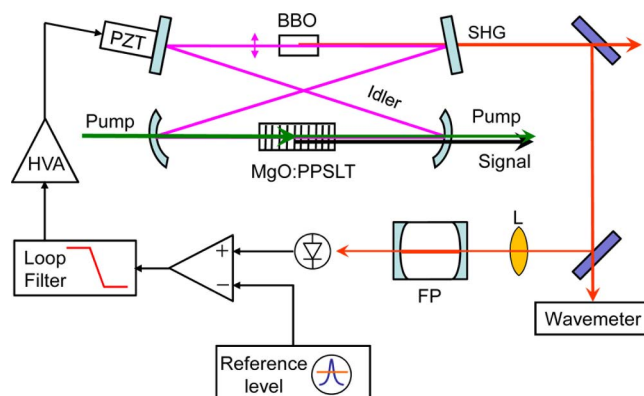 PZT
BBO
SHG
Idler
Pump
Pump
Signal
MgO:PPSLT
HVA
L
FP
Loop
Filter
+
−
Wavemeter
Reference
level